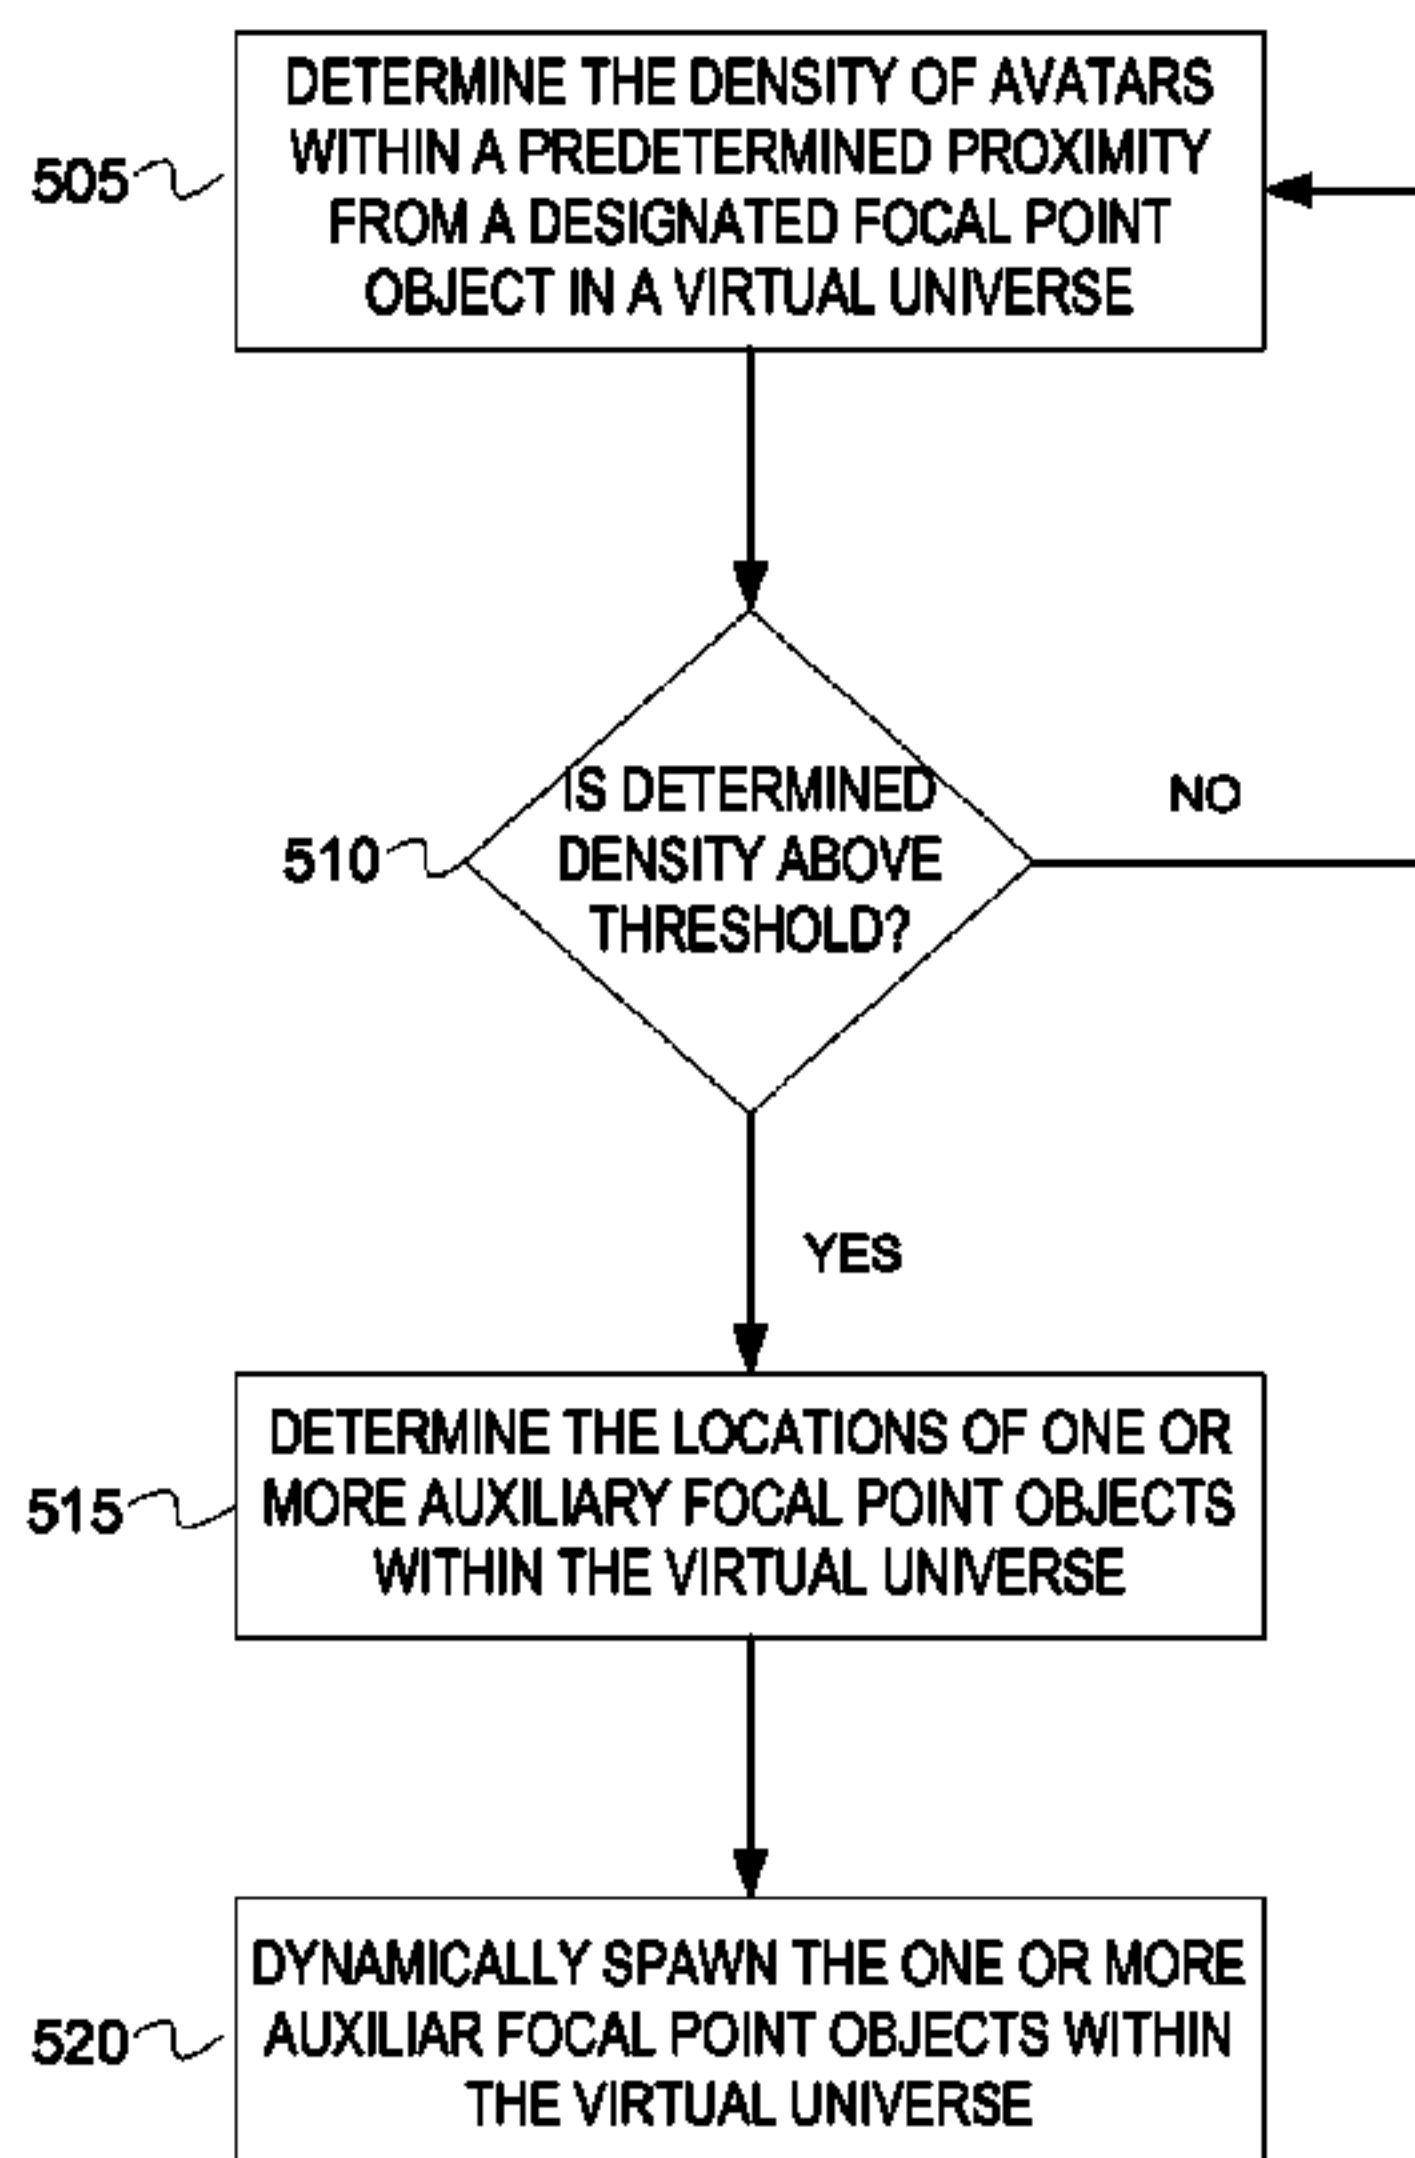 DETERMINE THE DENSITY OF AVATARS
WITHIN A PREDETERMINED PROXIMITY
FROM A DESIGNATED FOCAL POINT
OBJECT IN A VIRTUAL UNIVERSE
505
IS DETERMINED
DENSITY ABOVE
THRESHOLD?
510
NO
YES
DETERMINE THE LOCATIONS OF ONE OR
MORE AUXILIARY FOCAL POINT OBJECTS
WITHIN THE VIRTUAL UNIVERSE
515
DYNAMICALLY SPAWN THE ONE OR MORE
AUXILIAR FOCAL POINT OBJECTS WITHIN
THE VIRTUAL UNIVERSE
520